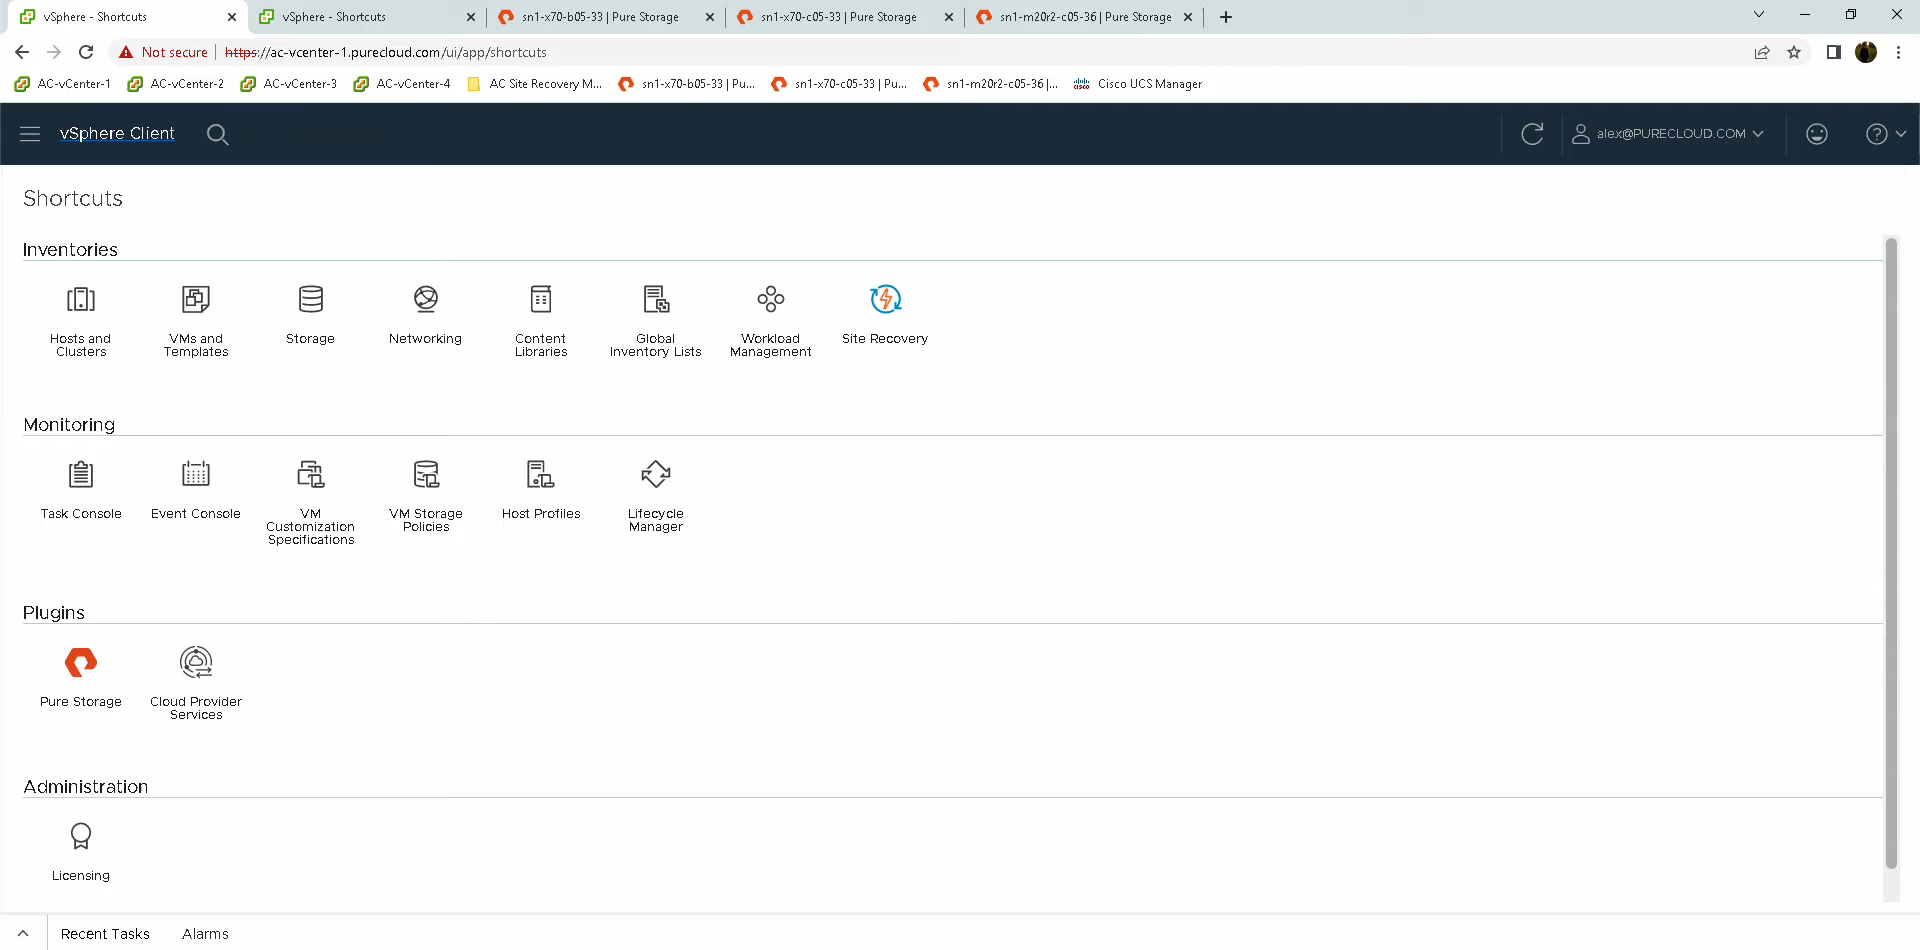 vSphere - Shortcuts
vSphere - Shortcuts
sn1-x70-b05-33 | Pure Storage
sn1-x70-c05-33 | Pure Storage
sn1-m20r2-c05-36 | Pure Storage
Not secure
https://ac-vcenter-1.purecloud.com/ui/app/shortcuts
AC-vCenter-1
AC-vCenter-2
AC-vCenter-3
AC-vCenter-4
AC Site Recovery M...
sn1-x70-b05-33 | Pu...
sn1-x70-c05-33 | Pu...
sn1-m20r2-c05-36 |...
cisco
Cisco UCS Manager
vSphere Client
alex@PURECLOUD.COM
Shortcuts
Inventories
Hosts and
Clusters
VMs and
Templates
Storage
Networking
Content
Libraries
Global
Inventory Lists
Workload
Management
Site Recovery
Monitoring
Task Console
Event Console
VM
Customization
Specifications
VM Storage
Policies
Host Profiles
Lifecycle
Manager
Plugins
Pure Storage
Cloud Provider
Services
Administration
Licensing
Recent Tasks
Alarms